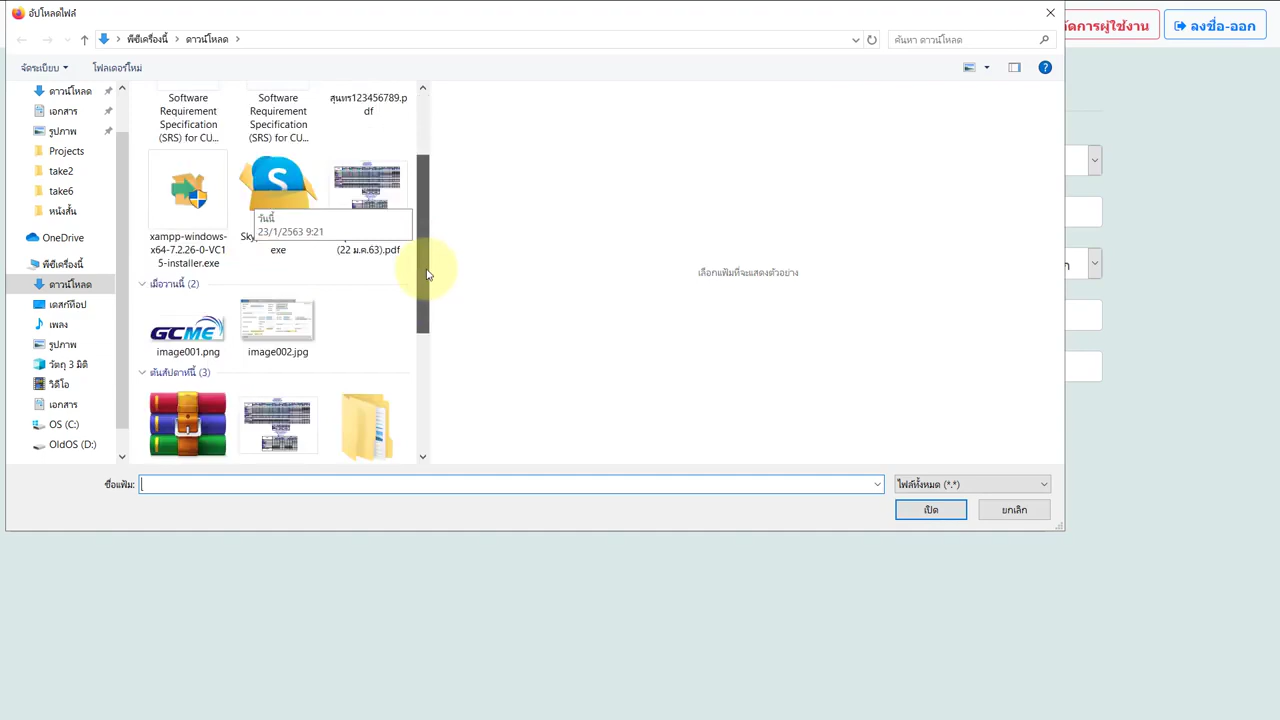 อัปโหลดไฟล์
พีซีเครื่องนี้ > ดาวน์โหลด >
ค้นหา ดาวน์โหลด
จัดการผู้ใช้งาน
ลงชื่อ-ออก
จัดระเบียบ
โฟลเดอร์ใหม่
ดาวน์โหลด
เอกสาร
รูปภาพ
Projects
take2
take6
หนังสั้น
OneDrive
พีซีเครื่องนี้
ดาวน์โหลด
เดสก์ท็อป
เพลง
รูปภาพ
วัตถุ 3 มิติ
วิดีโอ
เอกสาร
OS (C:)
OldOS (D:)
Software
Requirement
Specification
(SRS) for CU...
Software
Requirement
Specification
(SRS) for CU...
สุนทร123456789.p
df
S
xampp-windows-
x64-7.2.26-0-VC1
5-installer.exe
exe
(22 ม.ค.63).pdf
วันนี้
23/1/2563 9:21
เมื่อวานนี้ (2)
GCME
image001.png
image002.jpg
ต้นสัปดาห์นี้ (3)
เลือกแฟ้มที่จะแสดงตัวอย่าง
ชื่อแฟ้ม:
ไฟล์ทั้งหมด (*.*)
เปิด
ยกเลิก